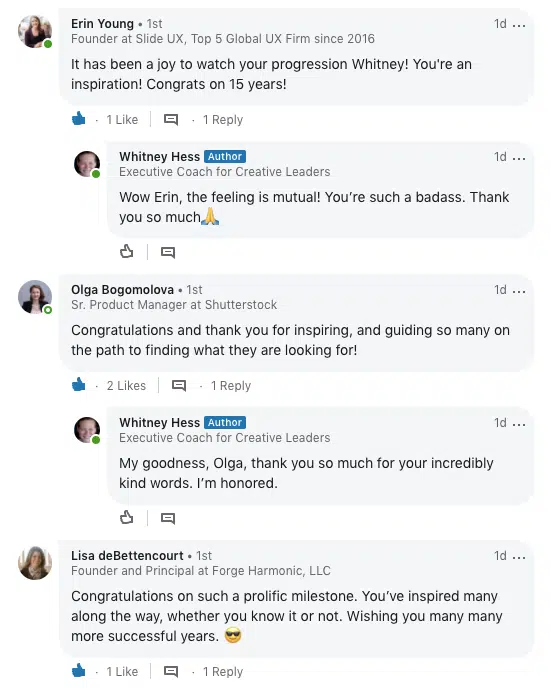 Erin Young • 1st 1d ...
Founder at Slide UX, Top 5 Global UX Firm since 2016
It has been a joy to watch your progression Whitney! You're an
inspiration! Congrats on 15 years!
· 1 Like · 1 Reply
Whitney Hess Author 1d ...
Executive Coach for Creative Leaders
Wow Erin, the feeling is mutual! You’re such a badass. Thank
you so much🙏
Olga Bogomolova • 1st 1d ...
Sr. Product Manager at Shutterstock
Congratulations and thank you for inspiring, and guiding so many on
the path to finding what they are looking for!
· 2 Likes · 1 Reply
Whitney Hess Author 1d ...
Executive Coach for Creative Leaders
My goodness, Olga, thank you so much for your incredibly
kind words. I’m honored.
Lisa deBettencourt • 1st 1d ...
Founder and Principal at Forge Harmonic, LLC
Congratulations on such a prolific milestone. You’ve inspired many
along the way, whether you know it or not. Wishing you many many
more successful years. 😎
· 1 Like · 1 Reply